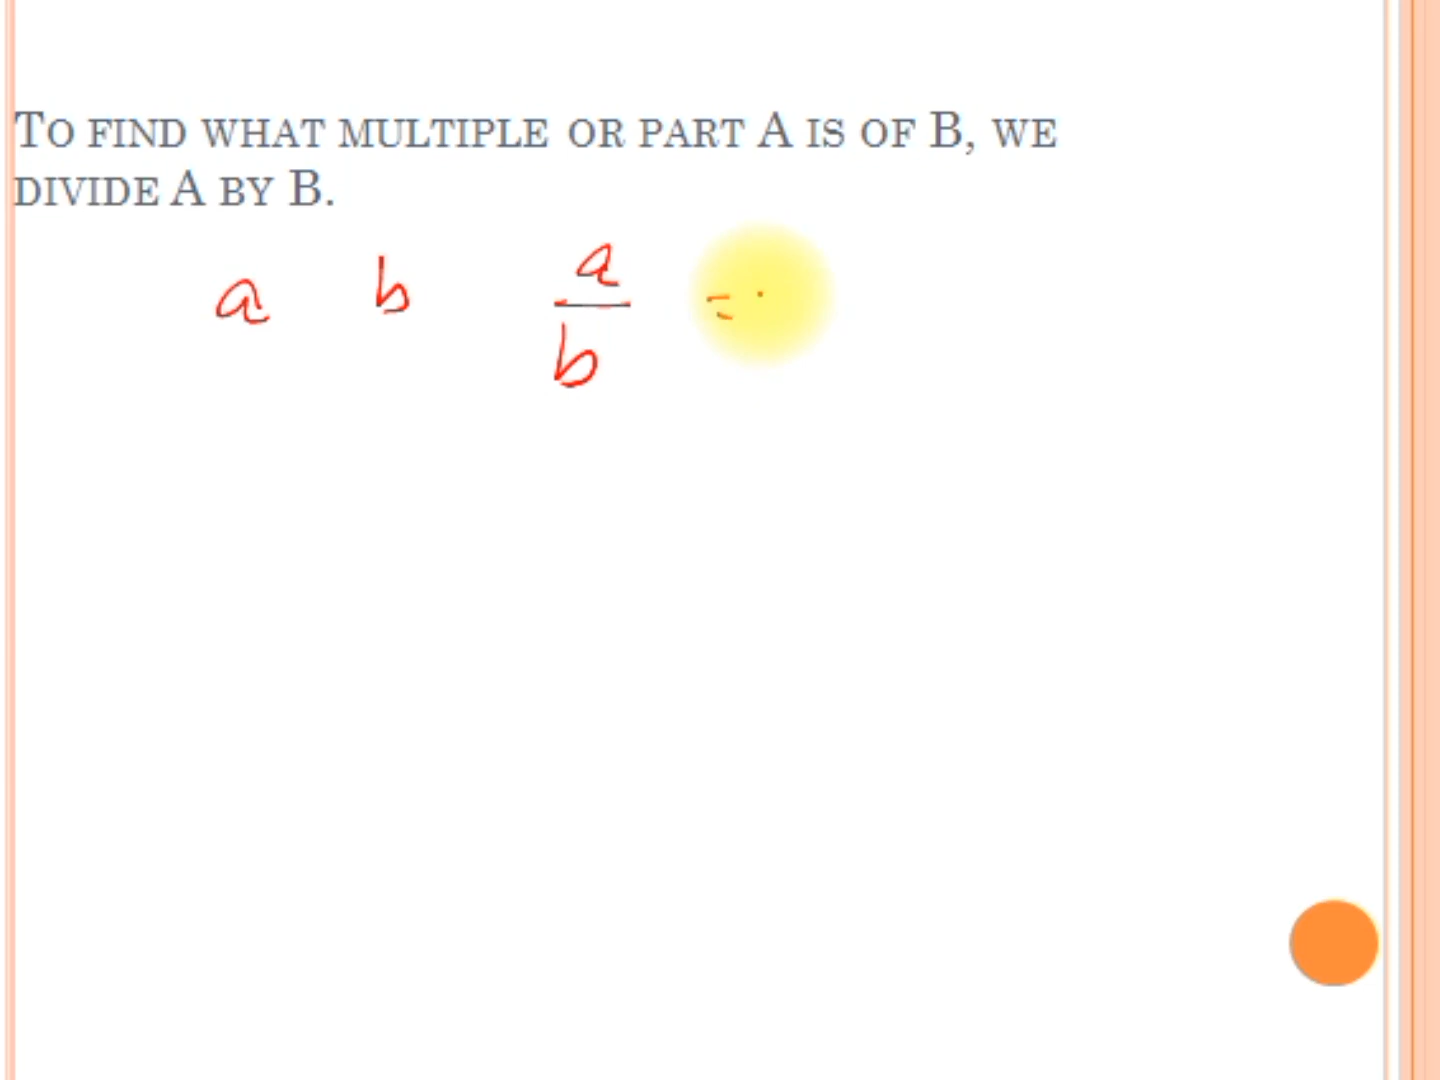 TO FIND WHAT MULTIPLE OR PART A IS OF B, WE
DIVIDE A BY B.
a b a/b =